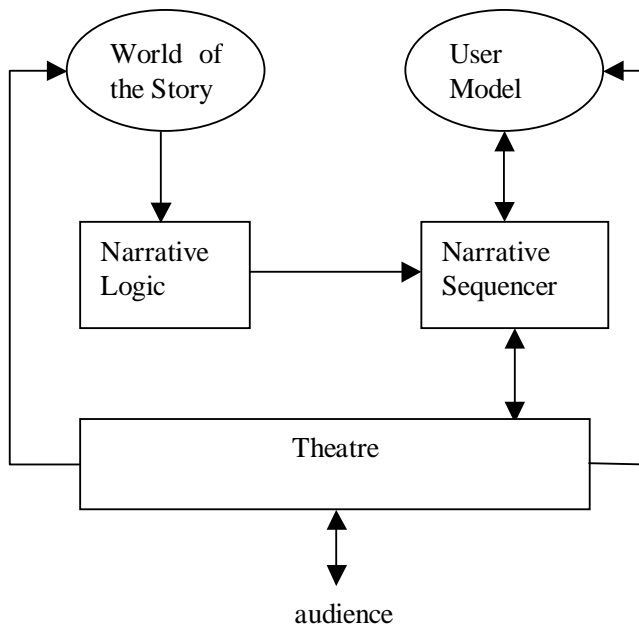 World of
the Story
User
Model
Narrative
Logic
Narrative
Sequencer
Theatre
audience